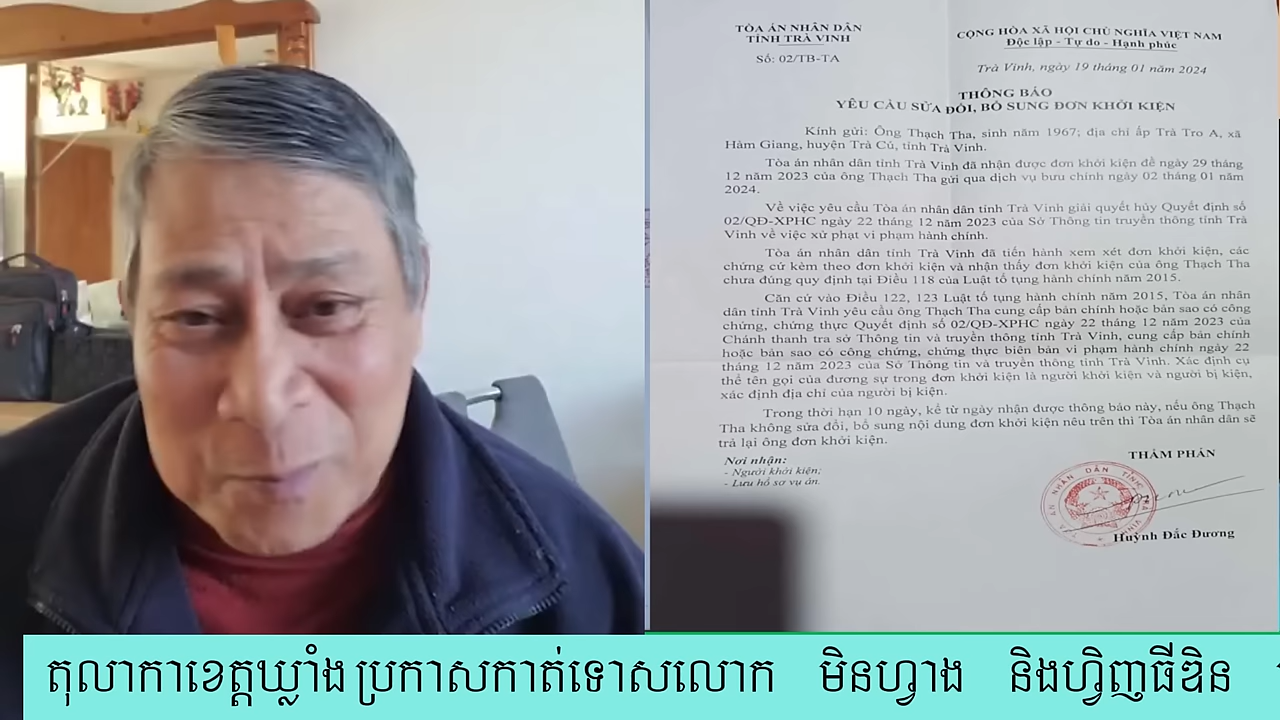 TÒA ÁN NHÂN DÂN
TỈNH TRÀ VINH
Số: 02/TB-TA
CỘNG HÒA XÃ HỘI CHỦ NGHĨA VIỆT NAM
Độc lập - Tự do - Hạnh phúc
Trà Vinh, ngày 19 tháng 01 năm 2024
THÔNG BÁO
YÊU CẦU SỬA ĐỔI, BỔ SUNG ĐƠN KHỞI KIỆN
Kính gửi: Ông Thạch Tha, sinh năm 1967; địa chỉ ấp Trà Tro A, xã
Hàm Giang, huyện Trà Cú, tỉnh Trà Vinh.
Tòa án nhân dân tỉnh Trà Vinh đã nhận được đơn khởi kiện đề ngày 29
tháng 12 năm 2023 của ông Thạch Tha gửi qua dịch vụ bưu chính ngày 02 tháng 01 năm
2024.
Về việc yêu cầu Tòa án nhân dân tỉnh Trà Vinh giải quyết hủy Quyết định số
02/QĐ-XPHC ngày 22 tháng 12 năm 2023 của Sở Thông tin truyền thông tỉnh Trà
Vinh về việc xử phạt vi phạm hành chính.
Tòa án nhân dân tỉnh Trà Vinh đã tiến hành xem xét đơn khởi kiện, các
chứng cứ kèm theo đơn khởi kiện và nhận thấy đơn khởi kiện của ông Thạch Tha
chưa đúng quy định tại Điều 118 của Luật tố tụng hành chính năm 2015.
Căn cứ vào Điều 122, 123 Luật tố tụng hành chính năm 2015, Tòa án nhân
dân tỉnh Trà Vinh yêu cầu ông Thạch Tha cung cấp bản chính hoặc bản sao có công
chứng, chứng thực Quyết định số 02/QĐ-XPHC ngày 22 tháng 12 năm 2023 của
Chánh thanh tra sở Thông tin và truyền thông tỉnh Trà Vinh, cung cấp bản chính
hoặc bản sao có công chứng, chứng thực biên bản vi phạm hành chính ngày 22
tháng 12 năm 2023 của Sở Thông tin và truyền thông tỉnh Trà Vinh. Xác định cụ
thể tên gọi của đương sự trong đơn khởi kiện là người khởi kiện và người bị kiện,
xác định địa chỉ của người bị kiện.
Trong thời hạn 10 ngày, kể từ ngày nhận được thông báo này, nếu ông Thạch
Tha không sửa đổi, bổ sung nội dung đơn khởi kiện nêu trên thì Tòa án nhân dân sẽ
trả lại ông đơn khởi kiện.
Nơi nhận:
- Người khởi kiện;
- Lưu hồ sơ vụ án.
THẨM PHÁN
Huỳnh Đắc Đương
តុលាកាខេត្តឃ្លាំង ប្រកាសកាត់ទោសលោក មិនហ្វាង និងហ្វិញធីឌិន